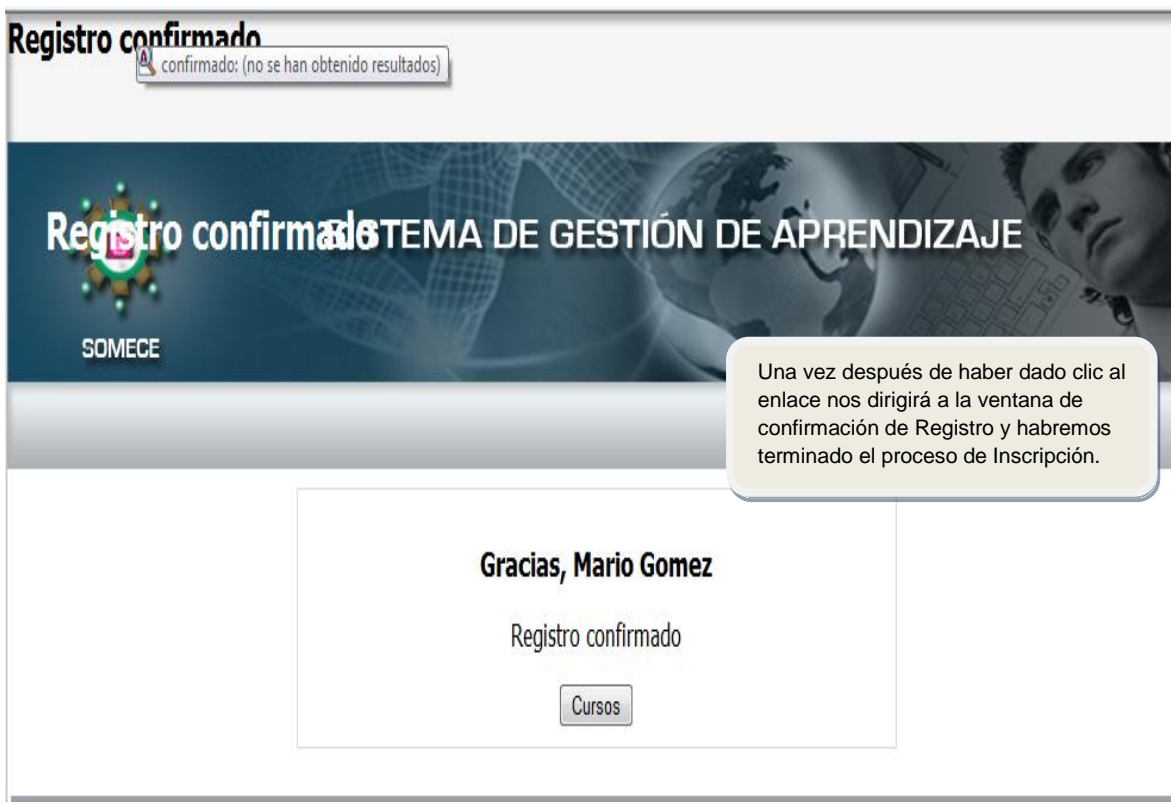 Registro confirmado
confirmado: (no se han obtenido resultados)
Registro confirmado
SISTEMA DE GESTIÓN DE APRENDIZAJE
SOMECE
Una vez después de haber dado clic al
enlace nos dirigirá a la ventana de
confirmación de Registro y habremos
terminado el proceso de Inscripción.
Gracias, Mario Gomez
Registro confirmado
Cursos